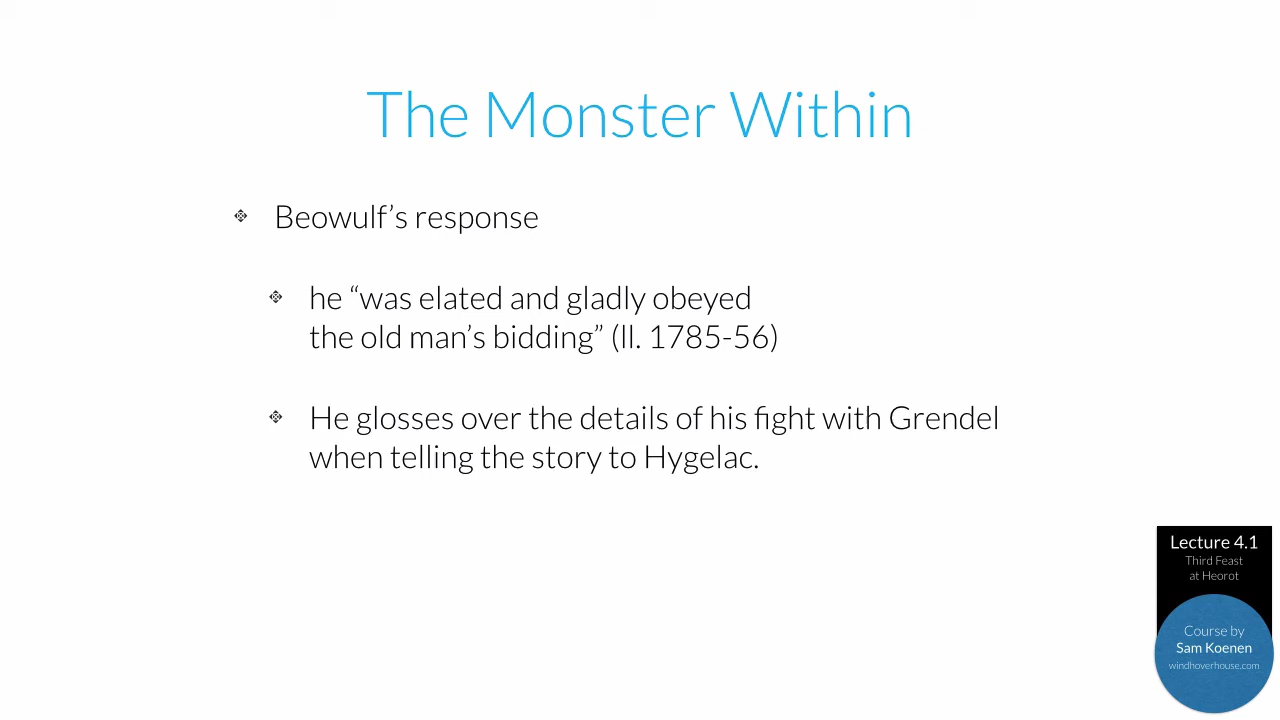 The Monster Within
Beowulf’s response
he “was elated and gladly obeyed
the old man’s bidding” (ll. 1785-56)
He glosses over the details of his fight with Grendel
when telling the story to Hygelac.
Lecture 4.1
Third Feast
at Heorot
Course by
Sam Koenen
windhoverhouse.com